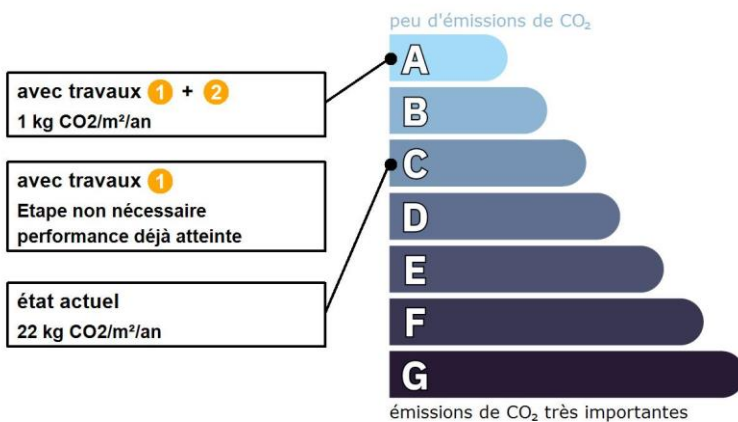 peu d'émissions de CO₂
A
B
C
D
E
F
G
émissions de CO₂ très importantes
avec travaux 1 + 2
1 kg CO2/m²/an
avec travaux 1
Etape non nécessaire
performance déjà atteinte
état actuel
22 kg CO2/m²/an